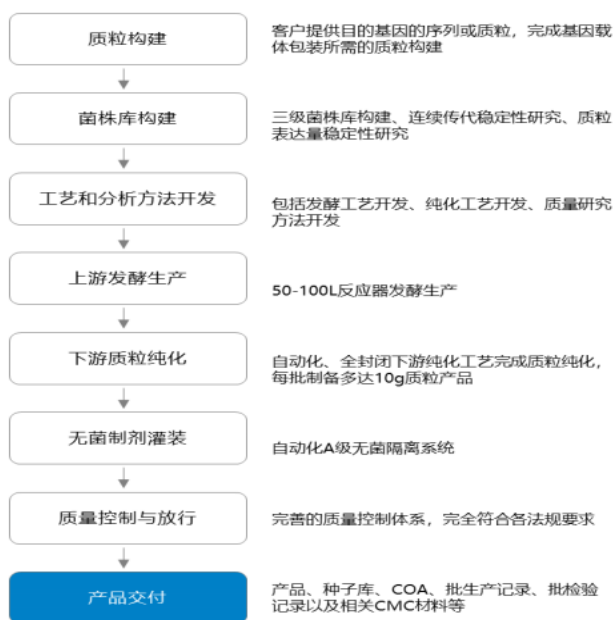 质粒构建
客户提供目的基因的序列或质粒，完成基因载
体包装所需的质粒构建
菌株库构建
三级菌株库构建、连续传代稳定性研究、质粒
表达量稳定性研究
工艺和分析方法开发
包括发酵工艺开发、纯化工艺开发、质量研究
方法开发
上游发酵生产
50-100L反应器发酵生产
下游质粒纯化
自动化、全封闭下游纯化工艺完成质粒纯化，
每批制备多达10g质粒产品
无菌制剂灌装
自动化A级无菌隔离系统
质量控制与放行
完善的质量控制体系，完全符合各法规要求
产品交付
产品、种子库、COA、批生产记录、批检验
记录以及相关CMC材料等